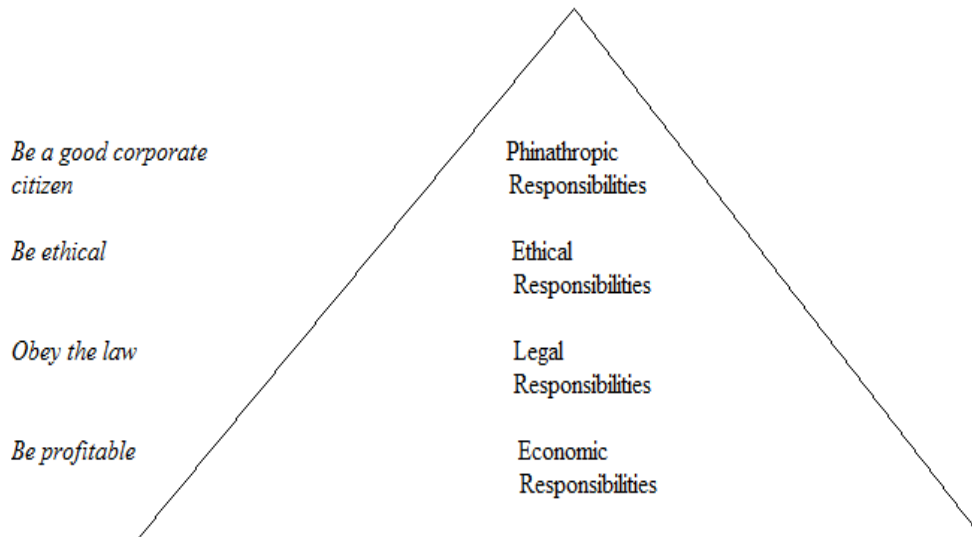 Be a good corporate
citizen
Phinathropic
Responsibilities
Be ethical
Ethical
Responsibilities
Obey the law
Legal
Responsibilities
Be profitable
Economic
Responsibilities